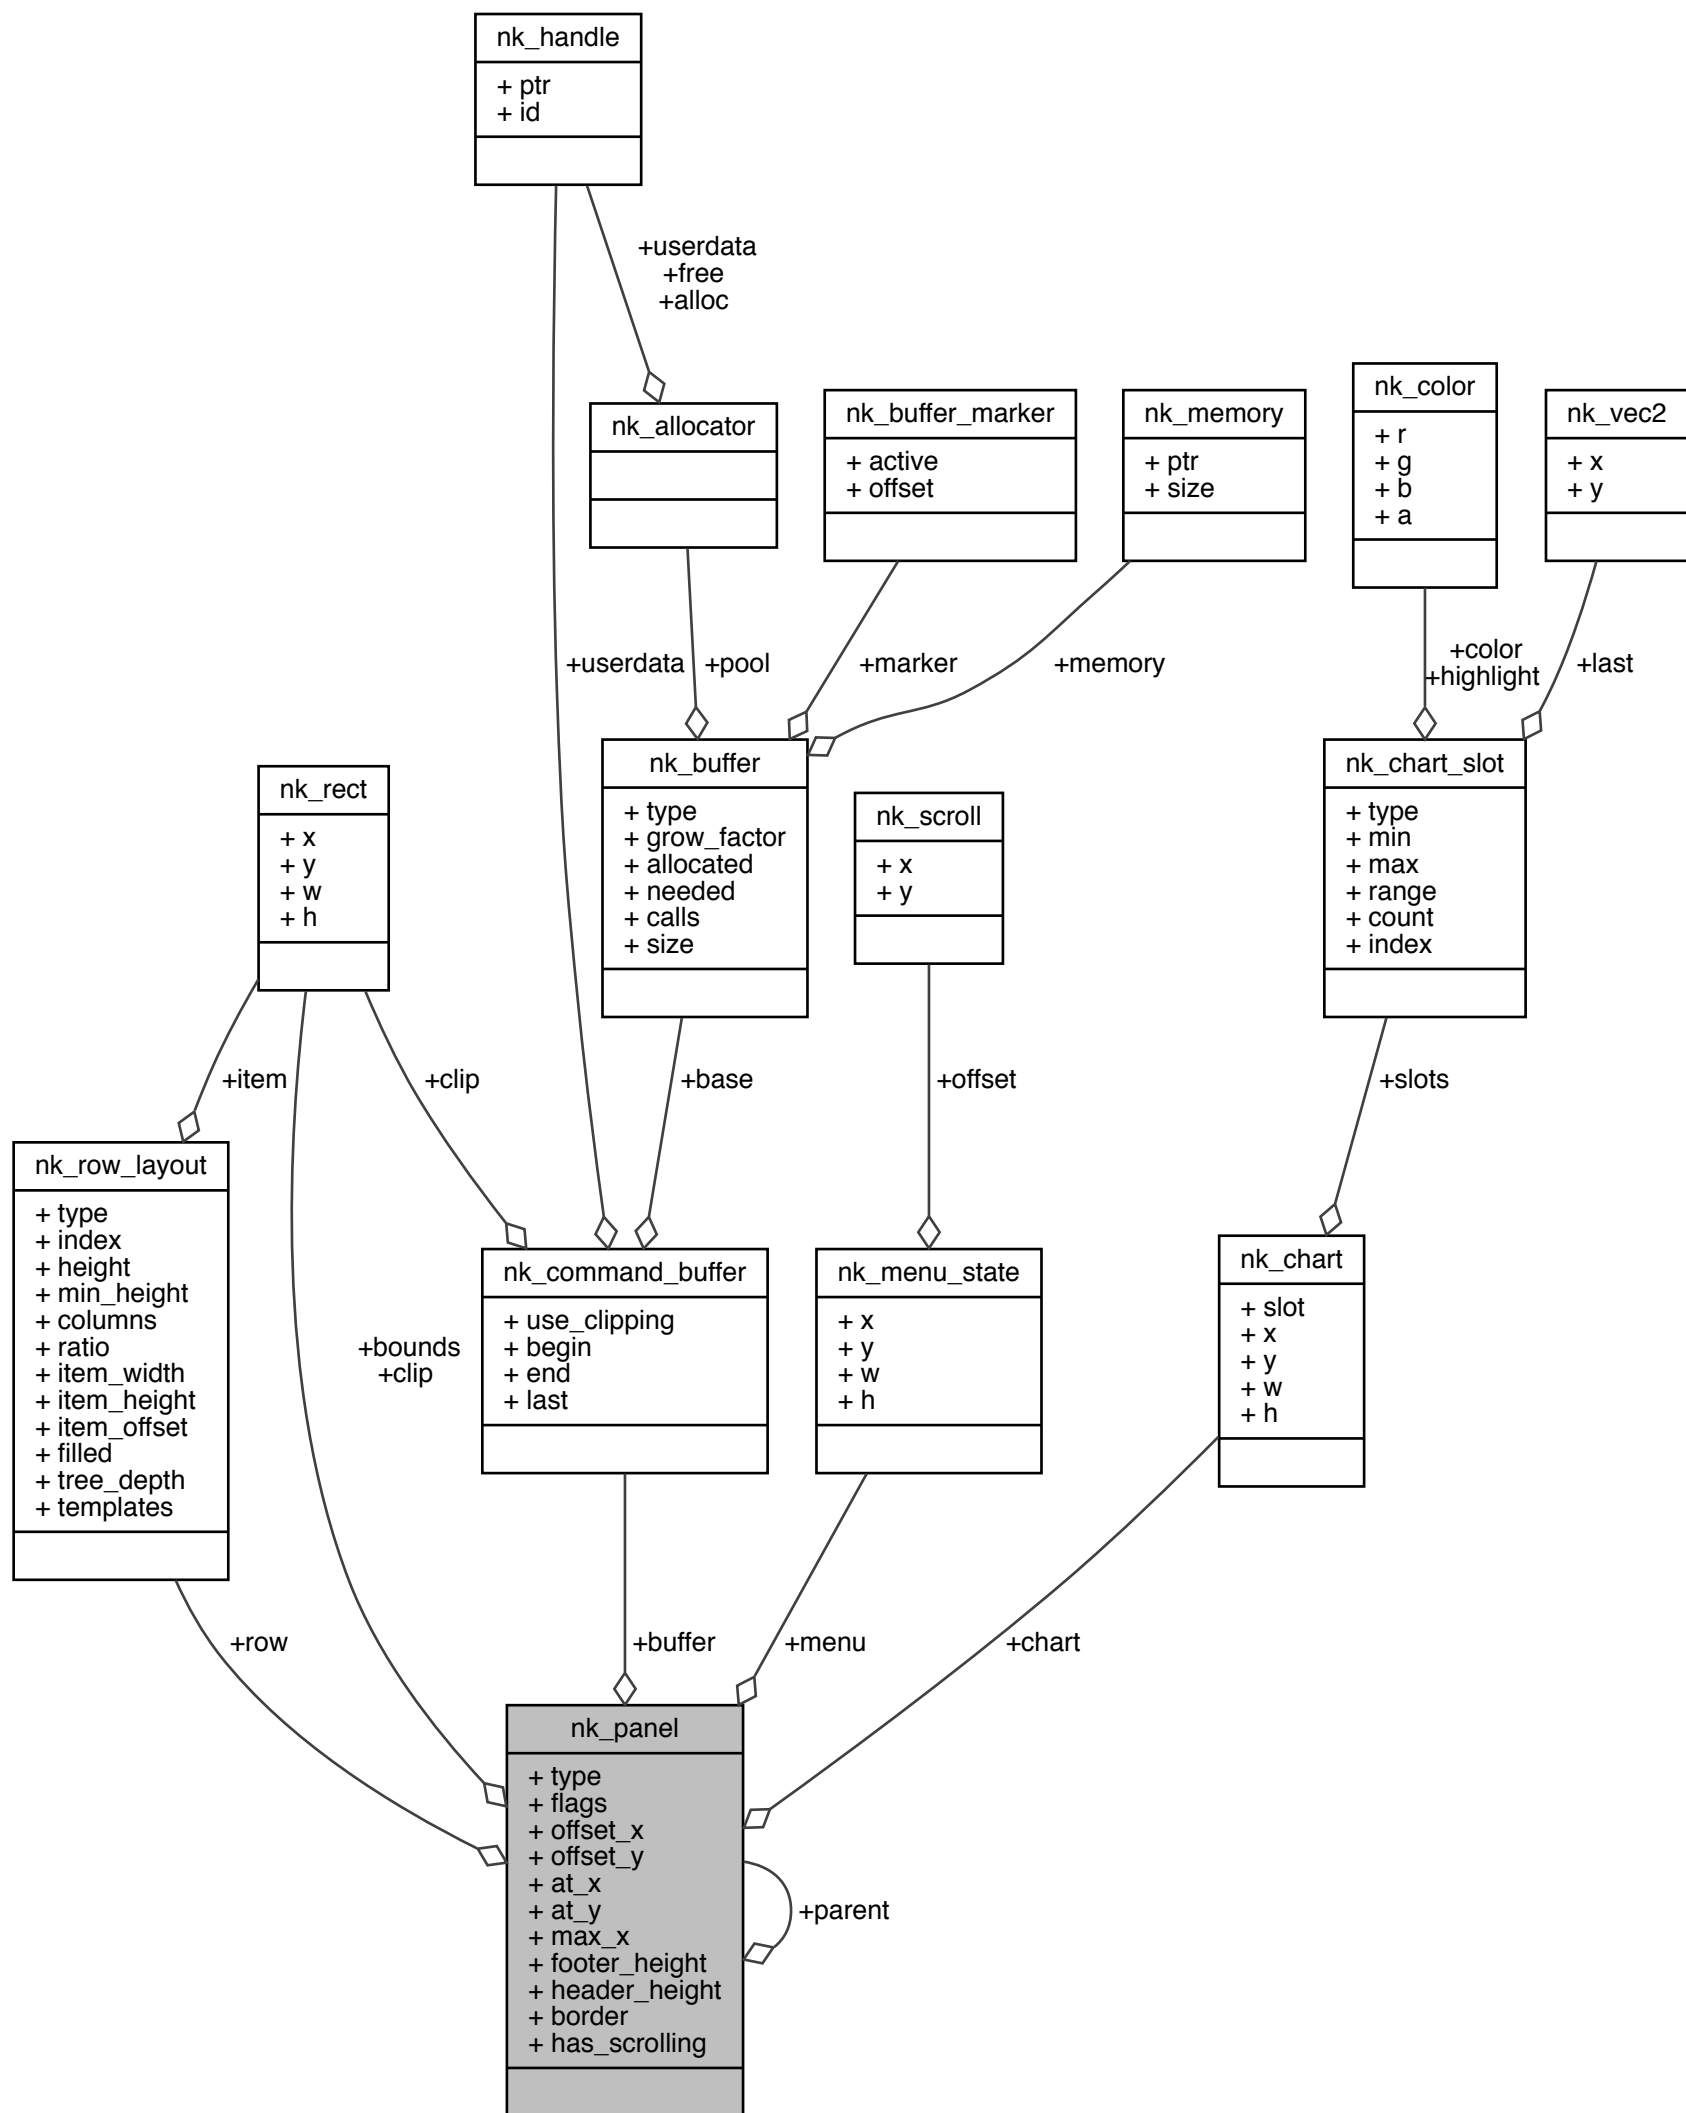 nk_handle
+ ptr
+ id
+userdata
+free
+alloc
nk_allocator
nk_buffer_marker
+ active
+ offset
nk_memory
+ ptr
+ size
nk_color
+ r
+ g
+ b
+ a
nk_vec2
+ x
+ y
+userdata
+pool
+marker
+memory
+color
+highlight
+last
nk_rect
+ x
+ y
+ w
+ h
nk_buffer
+ type
+ grow_factor
+ allocated
+ needed
+ calls
+ size
nk_scroll
+ x
+ y
nk_chart_slot
+ type
+ min
+ max
+ range
+ count
+ index
+item
+clip
+base
+offset
+slots
nk_row_layout
+ type
+ index
+ height
+ min_height
+ columns
+ ratio
+ item_width
+ item_height
+ item_offset
+ filled
+ tree_depth
+ templates
+bounds
+clip
nk_command_buffer
+ use_clipping
+ begin
+ end
+ last
nk_menu_state
+ x
+ y
+ w
+ h
nk_chart
+ slot
+ x
+ y
+ w
+ h
+row
+buffer
+menu
+chart
nk_panel
+ type
+ flags
+ offset_x
+ offset_y
+ at_x
+ at_y
+ max_x
+ footer_height
+ header_height
+ border
+ has_scrolling
+parent